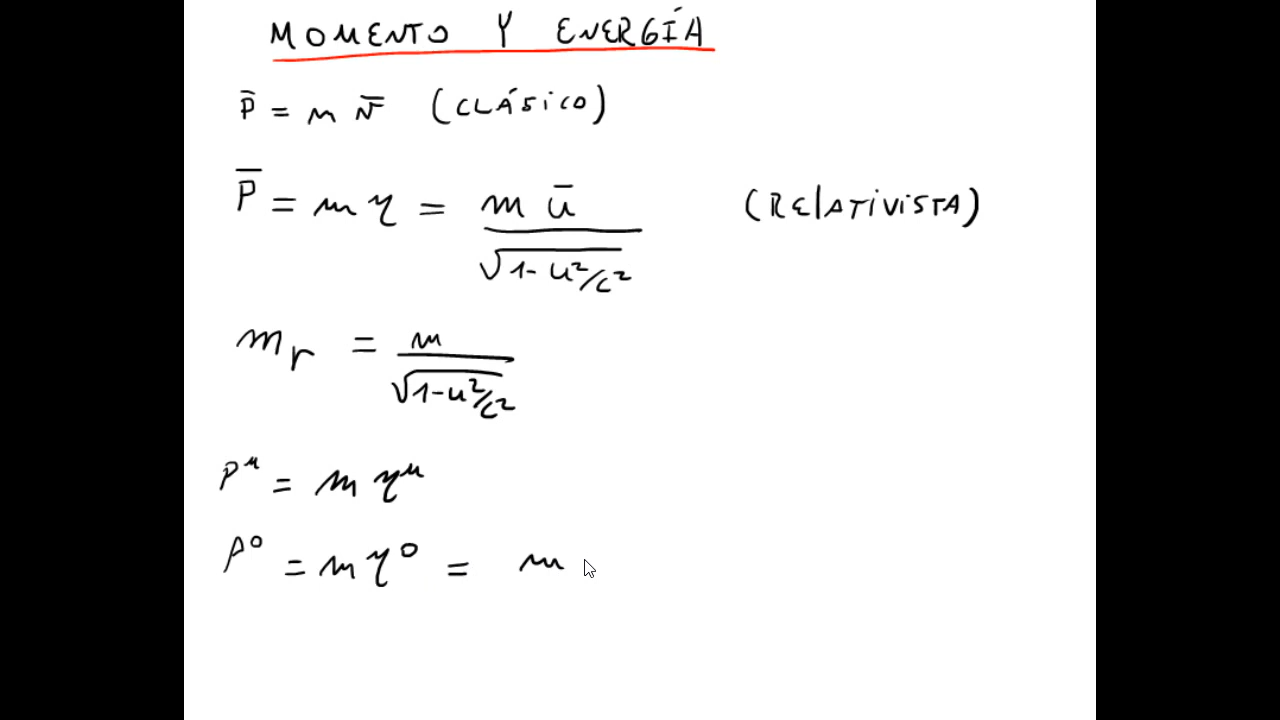 MOMENTO Y ENERGÍA
P̄ = m v̄ (CLÁSICO)
P̄ = m η = m ū / √1-u²/c² (RElATiViSTA)
m_r = m / √1-u²/c²
P^μ = m η^μ
P⁰ = m η⁰ = m